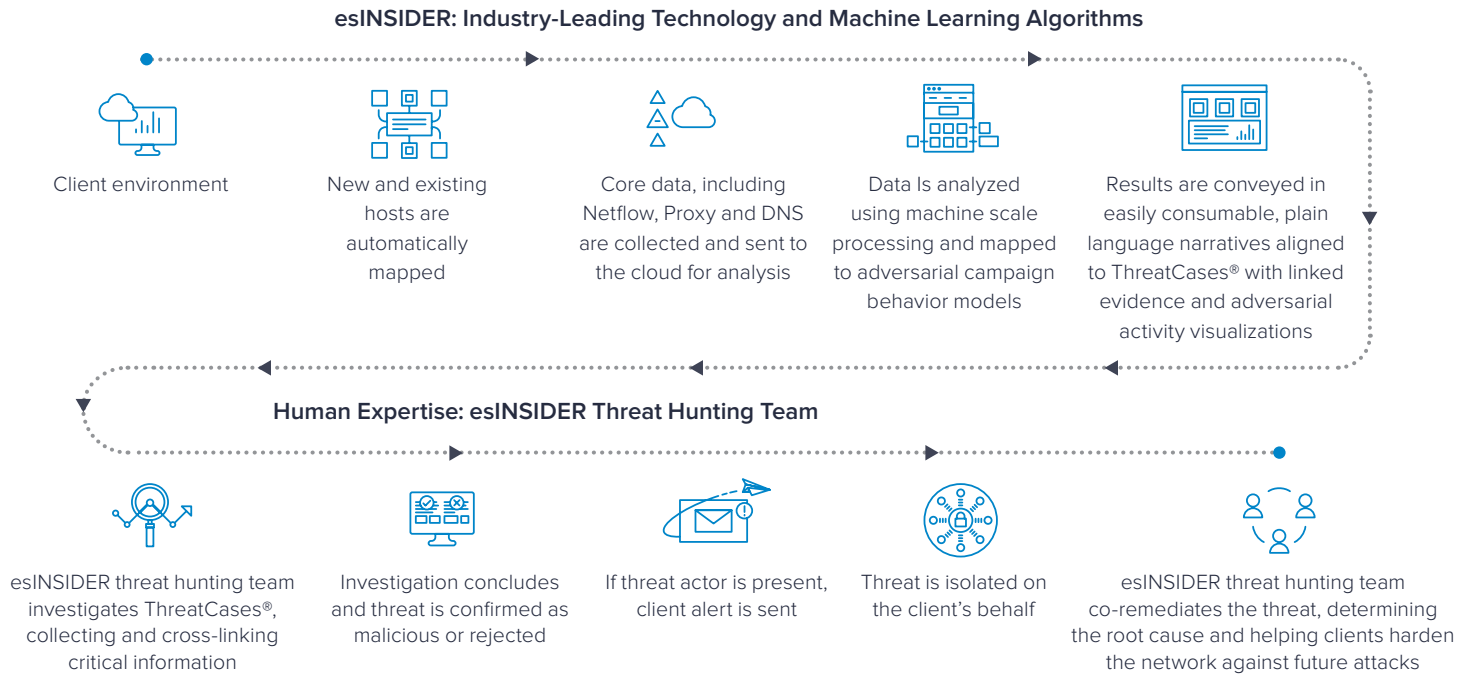 esINSIDER: Industry-Leading Technology and Machine Learning Algorithms
Client environment
New and existing
hosts are
automatically
mapped
Core data, including
Netflow, Proxy and DNS
are collected and sent to
the cloud for analysis
Data Is analyzed
using machine scale
processing and mapped
to adversarial campaign
behavior models
Results are conveyed in
easily consumable, plain
language narratives aligned
to ThreatCases® with linked
evidence and adversarial
activity visualizations
Human Expertise: esINSIDER Threat Hunting Team
esINSIDER threat hunting team
investigates ThreatCases®,
collecting and cross-linking
critical information
Investigation concludes
and threat is confirmed as
malicious or rejected
If threat actor is present,
client alert is sent
Threat is isolated on
the client’s behalf
esINSIDER threat hunting team
co-remediates the threat, determining
the root cause and helping clients harden
the network against future attacks